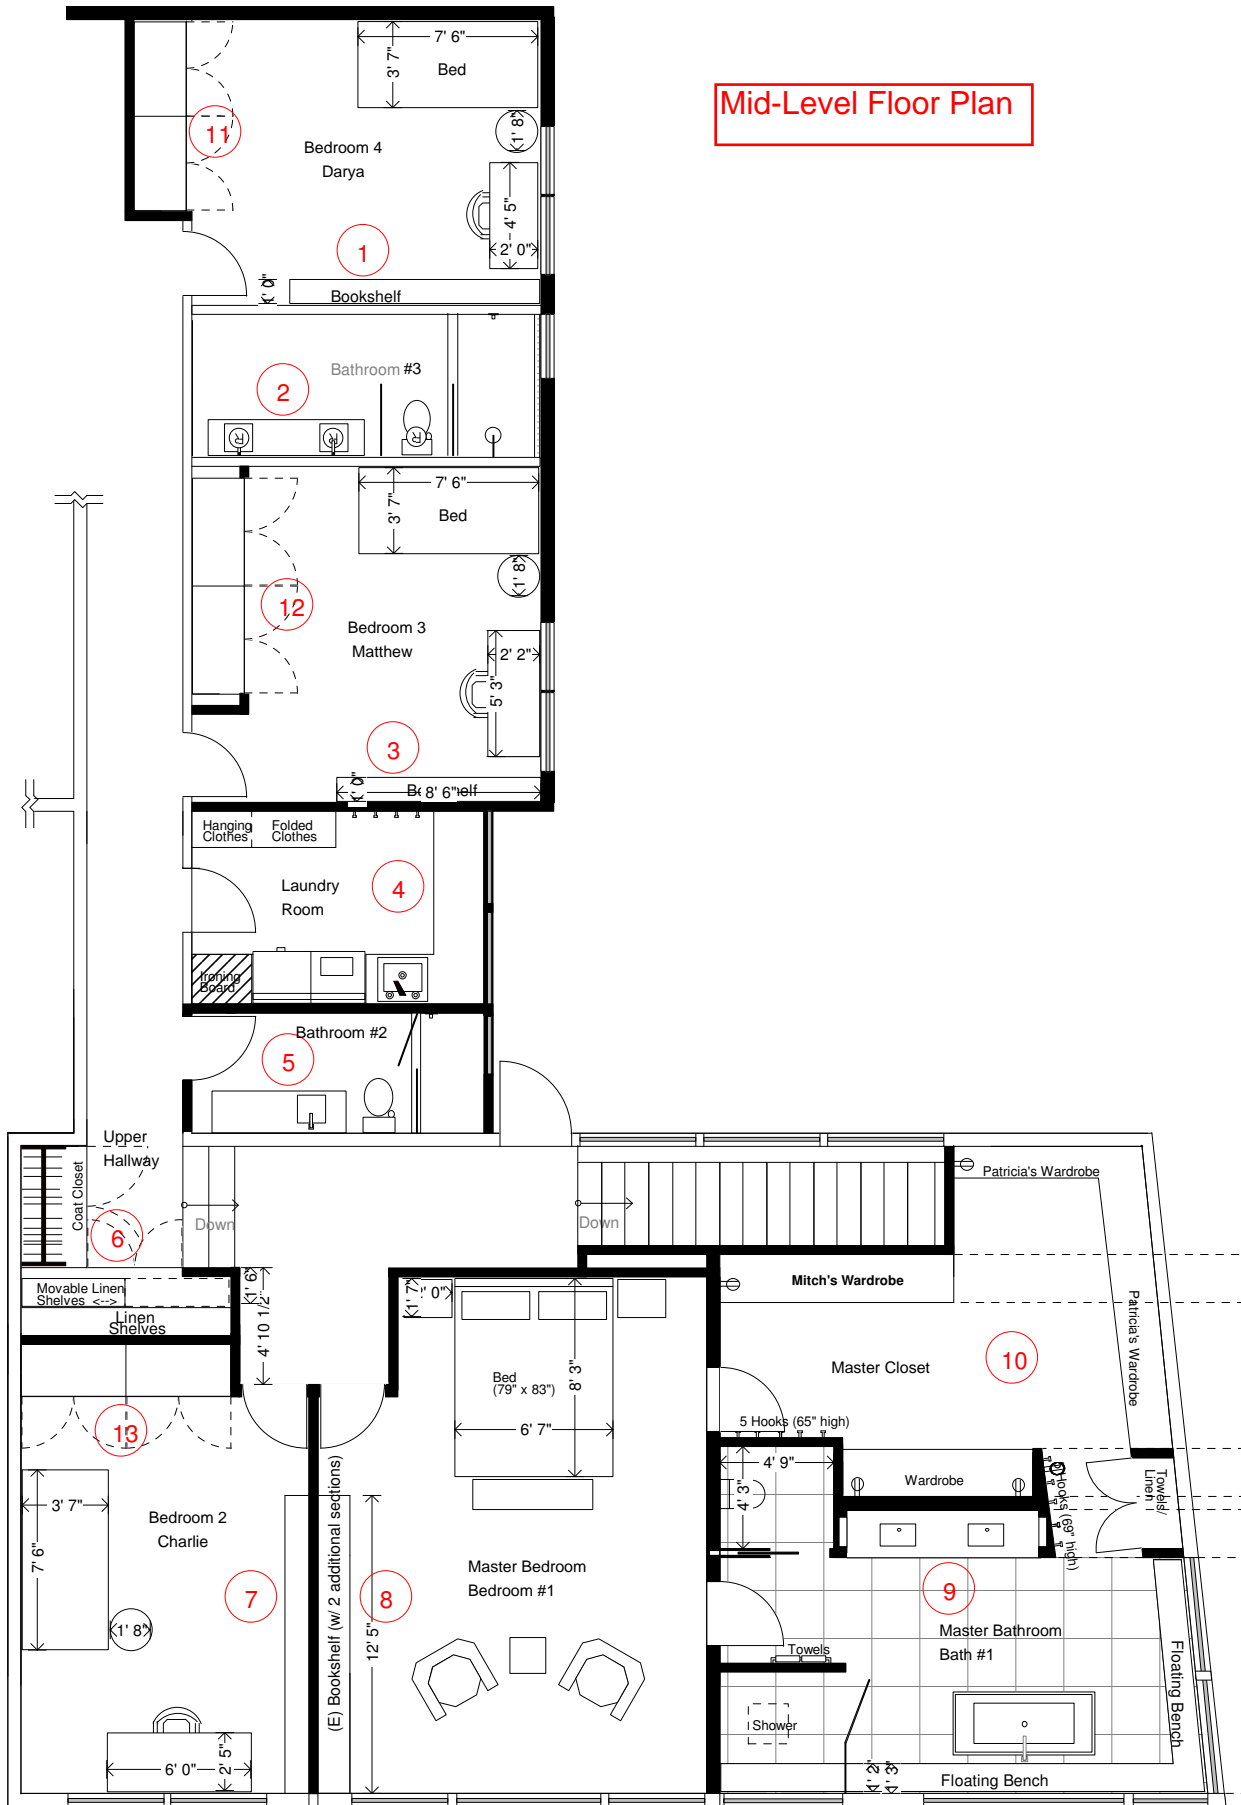 Mid-Level Floor Plan
7' 6"
3' 7"
Bed
11
1' 8"
Bedroom 4
Darya
4' 5"
2' 0"
1
Bookshelf
Bathroom #3
2
R
R
R
7' 6"
3' 7"
Bed
1' 8"
12
Bedroom 3
Matthew
2' 2"
5' 3"
3
8' 6"
Hanging
Clothes
Folded
Clothes
Laundry
Room
4
Ironing
Board
Bathroom #2
5
Upper
Hallway
Coat Closet
6
Down
Down
Patricia's Wardrobe
Mitch's Wardrobe
Patricia's Wardrobe
Movable Linen
Shelves <-->
Linen
Shelves
1' 6"
4' 10 1/2"
1' 7"
Bed
(79" x 83")
8' 3"
6' 7"
Master Closet
10
5 Hooks (65" high)
13
4' 9"
4' 3"
Wardrobe
Hooks (69" high)
Towels/
Linen
3' 7"
7' 6"
Bedroom 2
Charlie
7
1' 8"
(E) Bookshelf (w/ 2 additional sections)
12' 5"
8
Master Bedroom
Bedroom #1
9
Master Bathroom
Bath #1
Towels
Floating Bench
Shower
6' 0"
2' 5"
Floating Bench